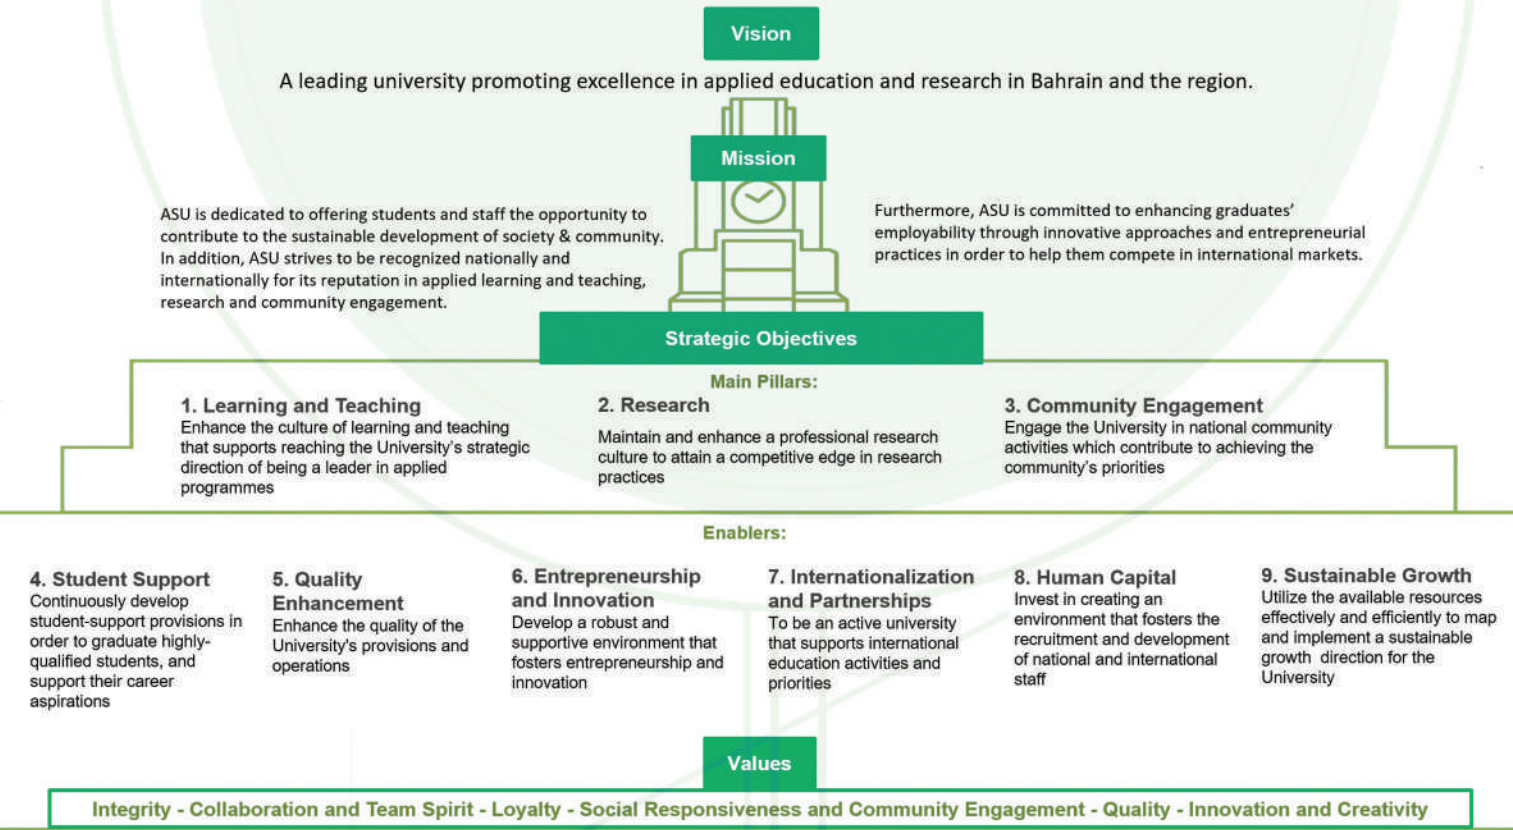 Vision
A leading university promoting excellence in applied education and research in Bahrain and the region.
Mission
ASU is dedicated to offering students and staff the opportunity to
contribute to the sustainable development of society & community.
In addition, ASU strives to be recognized nationally and
internationally for its reputation in applied learning and teaching,
research and community engagement.
Furthermore, ASU is committed to enhancing graduates’
employability through innovative approaches and entrepreneurial
practices in order to help them compete in international markets.
Strategic Objectives
Main Pillars:
1. Learning and Teaching
Enhance the culture of learning and teaching
that supports reaching the University’s strategic
direction of being a leader in applied
programmes
2. Research
Maintain and enhance a professional research
culture to attain a competitive edge in research
practices
3. Community Engagement
Engage the University in national community
activities which contribute to achieving the
community’s priorities
Enablers:
4. Student Support
Continuously develop
student-support provisions in
order to graduate highly-
qualified students, and
support their career
aspirations
5. Quality
Enhancement
Enhance the quality of the
University's provisions and
operations
6. Entrepreneurship
and Innovation
Develop a robust and
supportive environment that
fosters entrepreneurship and
innovation
7. Internationalization
and Partnerships
To be an active university
that supports international
education activities and
priorities
8. Human Capital
Invest in creating an
environment that fosters the
recruitment and development
of national and international
staff
9. Sustainable Growth
Utilize the available resources
effectively and efficiently to map
and implement a sustainable
growth direction for the
University
Values
Integrity - Collaboration and Team Spirit - Loyalty - Social Responsiveness and Community Engagement - Quality - Innovation and Creativity